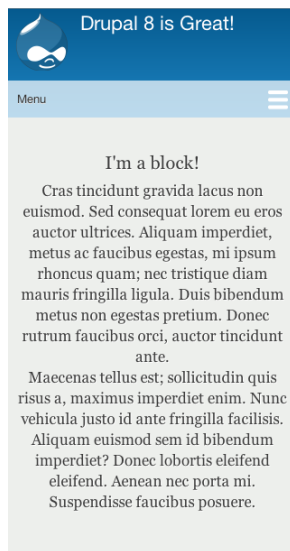 Drupal 8 is Great!
Menu
I'm a block!
Cras tincidunt gravida lacus non
euismod. Sed consequat lorem eu eros
auctor ultrices. Aliquam imperdiet,
metus ac faucibus egestas, mi ipsum
rhoncus quam; nec tristique diam
mauris fringilla ligula. Duis bibendum
metus non egestas pretium. Donec
rutrum faucibus orci, auctor tincidunt
ante.
Maecenas tellus est; sollicitudin quis
risus a, maximus imperdiet enim. Nunc
vehicula justo id ante fringilla facilisis.
Aliquam euismod sem id bibendum
imperdiet? Donec lobortis eleifend
eleifend. Aenean nec porta mi.
Suspendisse faucibus posuere.